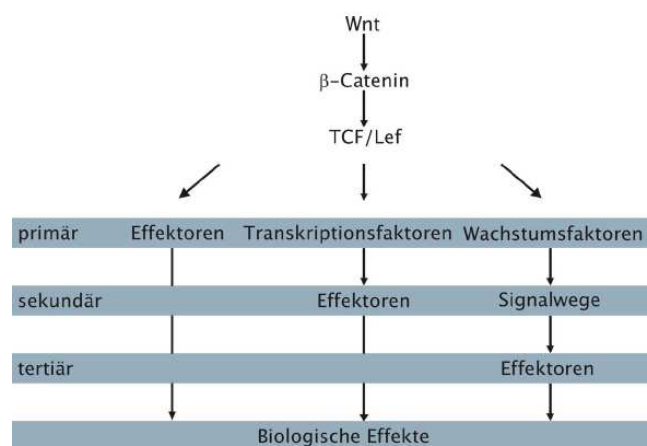 Wnt
β-Catenin
TCF/Lef
primär Effektoren Transkriptionsfaktoren Wachstumsfaktoren
sekundär Effektoren Signalwege
tertiär Effektoren
Biologische Effekte